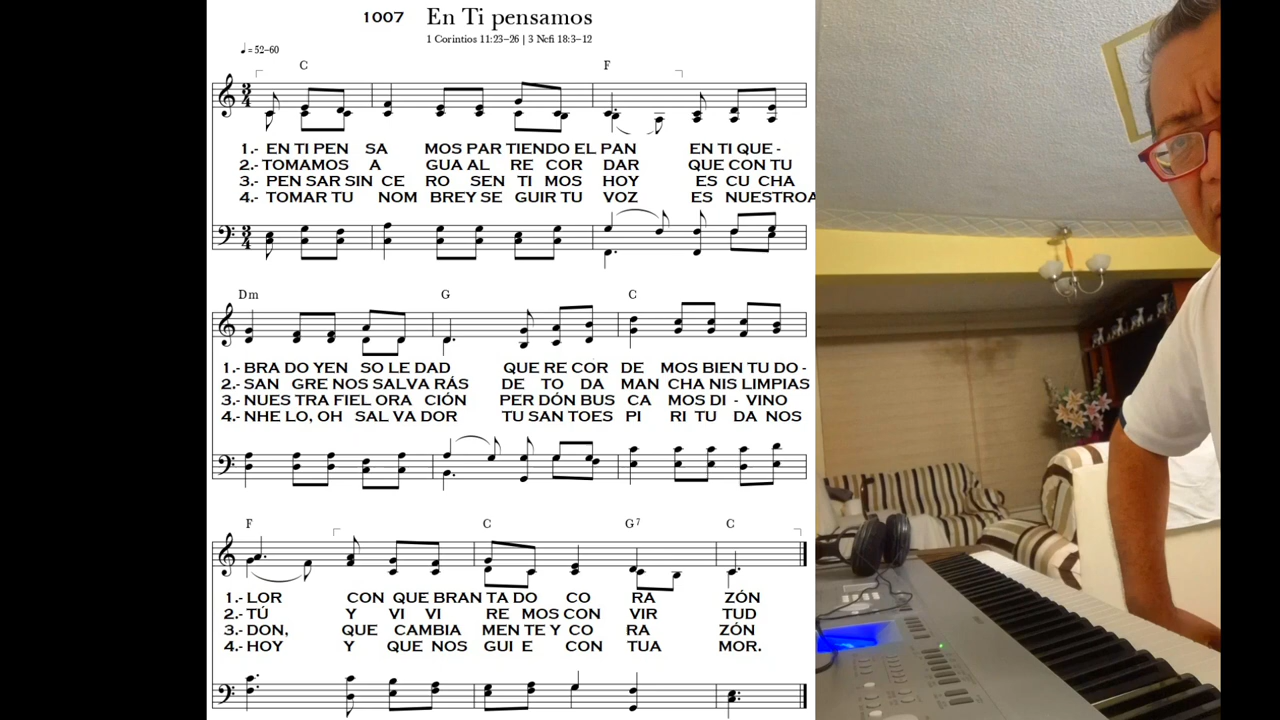 1007 En Ti pensamos
1 Corintios 11:23–26 | 3 Nefi 18:3–12
♩ = 52–60
C F
1.- EN TI PEN SA MOS PAR TIENDO EL PAN EN TI QUE -
2.- TOMAMOS A GUA AL RE COR DAR QUE CON TU
3.- PEN SAR SIN CE RO SEN TI MOS HOY ES CU CHA
4.- TOMAR TU NOM BREY SE GUIR TU VOZ ES NUESTROA
Dm G C
1.- BRA DO YEN SO LE DAD QUE RE COR DE MOS BIEN TU DO -
2.- SAN GRE NOS SALVA RÁS DE TO DA MAN CHA NIS LIMPIAS
3.- NUES TRA FIEL ORA CIÓN PER DÓN BUS CA MOS DI - VINO
4.- NHE LO, OH SAL VA DOR TU SAN TOES PI RI TU DA NOS
F C G7 C
1.- LOR CON QUE BRAN TA DO CO RA ZÓN
2.- TÚ Y VI VI RE MOS CON VIR TUD
3.- DON, QUE CAMBIA MEN TE Y CO RA ZÓN
4.- HOY Y QUE NOS GUI E CON TUA MOR.